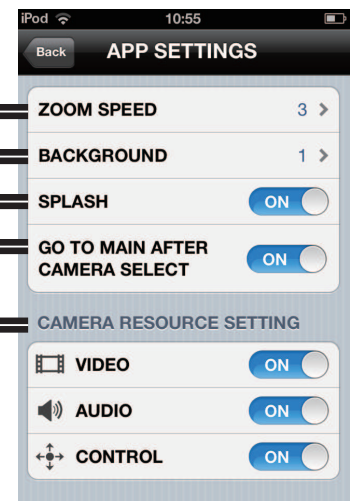 iPod 10:55
Back APP SETTINGS
ZOOM SPEED 3
BACKGROUND 1
SPLASH ON
GO TO MAIN AFTER
CAMERA SELECT ON
CAMERA RESOURCE SETTING
VIDEO ON
AUDIO ON
CONTROL ON